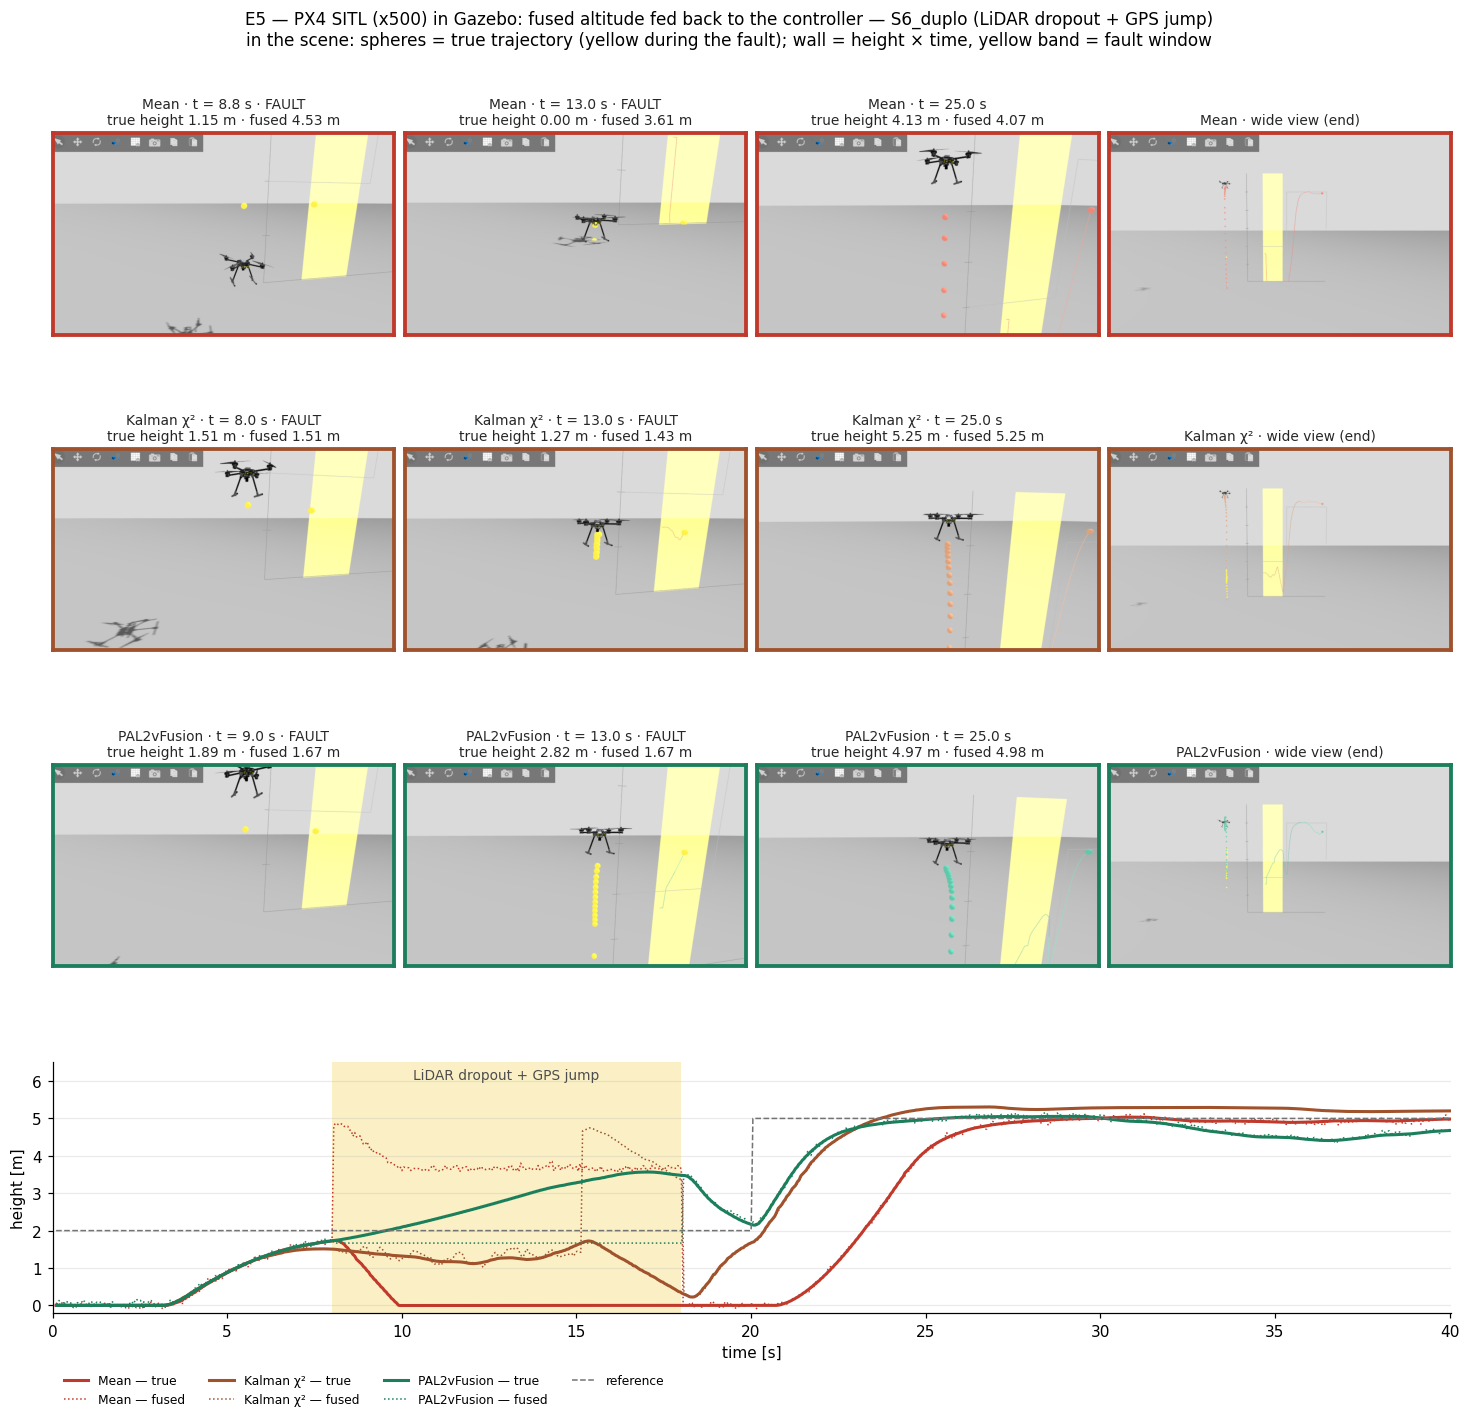 E5 — PX4 SITL (x500) in Gazebo: fused altitude fed back to the controller — S6_duplo (LiDAR dropout + GPS jump)
in the scene: spheres = true trajectory (yellow during the fault); wall = height × time, yellow band = fault window
Mean · t = 8.8 s · FAULT
true height 1.15 m · fused 4.53 m
Mean · t = 13.0 s · FAULT
true height 0.00 m · fused 3.61 m
Mean · t = 25.0 s
true height 4.13 m · fused 4.07 m
Mean · wide view (end)
Kalman χ² · t = 8.0 s · FAULT
true height 1.51 m · fused 1.51 m
Kalman χ² · t = 13.0 s · FAULT
true height 1.27 m · fused 1.43 m
Kalman χ² · t = 25.0 s
true height 5.25 m · fused 5.25 m
Kalman χ² · wide view (end)
PAL2vFusion · t = 9.0 s · FAULT
true height 1.89 m · fused 1.67 m
PAL2vFusion · t = 13.0 s · FAULT
true height 2.82 m · fused 1.67 m
PAL2vFusion · t = 25.0 s
true height 4.97 m · fused 4.98 m
PAL2vFusion · wide view (end)
LiDAR dropout + GPS jump
height [m]
6
5
4
3
2
1
0
0 5 10 15 20 25 30 35 40
time [s]
Mean — true
Mean — fused
Kalman χ² — true
Kalman χ² — fused
PAL2vFusion — true
PAL2vFusion — fused
reference